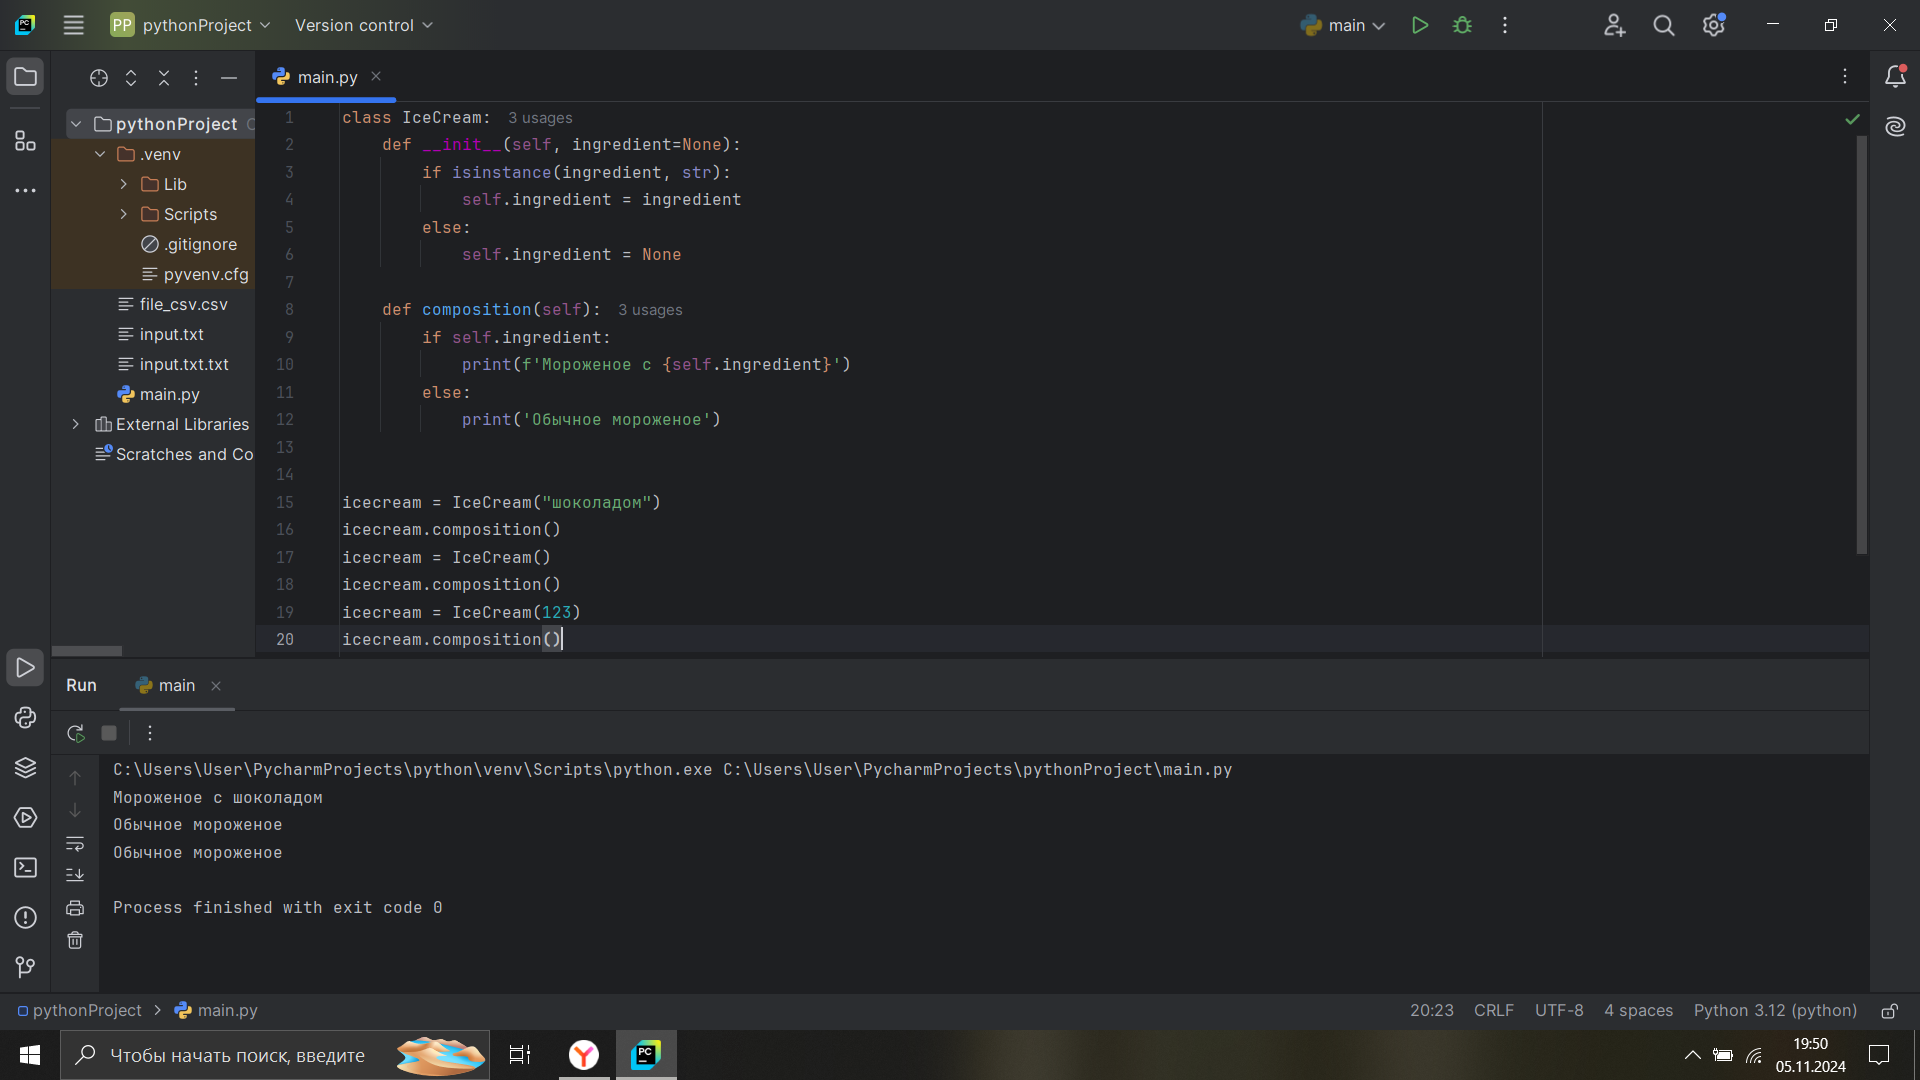 PP pythonProject Version control main
main.py
pythonProject
.venv
Lib
Scripts
.gitignore
pyvenv.cfg
file_csv.csv
input.txt
input.txt.txt
main.py
External Libraries
Scratches and Co
1 class IceCream: 3 usages
2 def __init__(self, ingredient=None):
3 if isinstance(ingredient, str):
4 self.ingredient = ingredient
5 else:
6 self.ingredient = None
7
8 def composition(self): 3 usages
9 if self.ingredient:
10 print(f'Мороженое с {self.ingredient}')
11 else:
12 print('Обычное мороженое')
13
14
15 icecream = IceCream("шоколадом")
16 icecream.composition()
17 icecream = IceCream()
18 icecream.composition()
19 icecream = IceCream(123)
20 icecream.composition()
Run main
C:\Users\User\PycharmProjects\python\venv\Scripts\python.exe C:\Users\User\PycharmProjects\pythonProject\main.py
Мороженое с шоколадом
Обычное мороженое
Обычное мороженое
Process finished with exit code 0
pythonProject main.py 20:23 CRLF UTF-8 4 spaces Python 3.12 (python)
Чтобы начать поиск, введите
19:50
05.11.2024